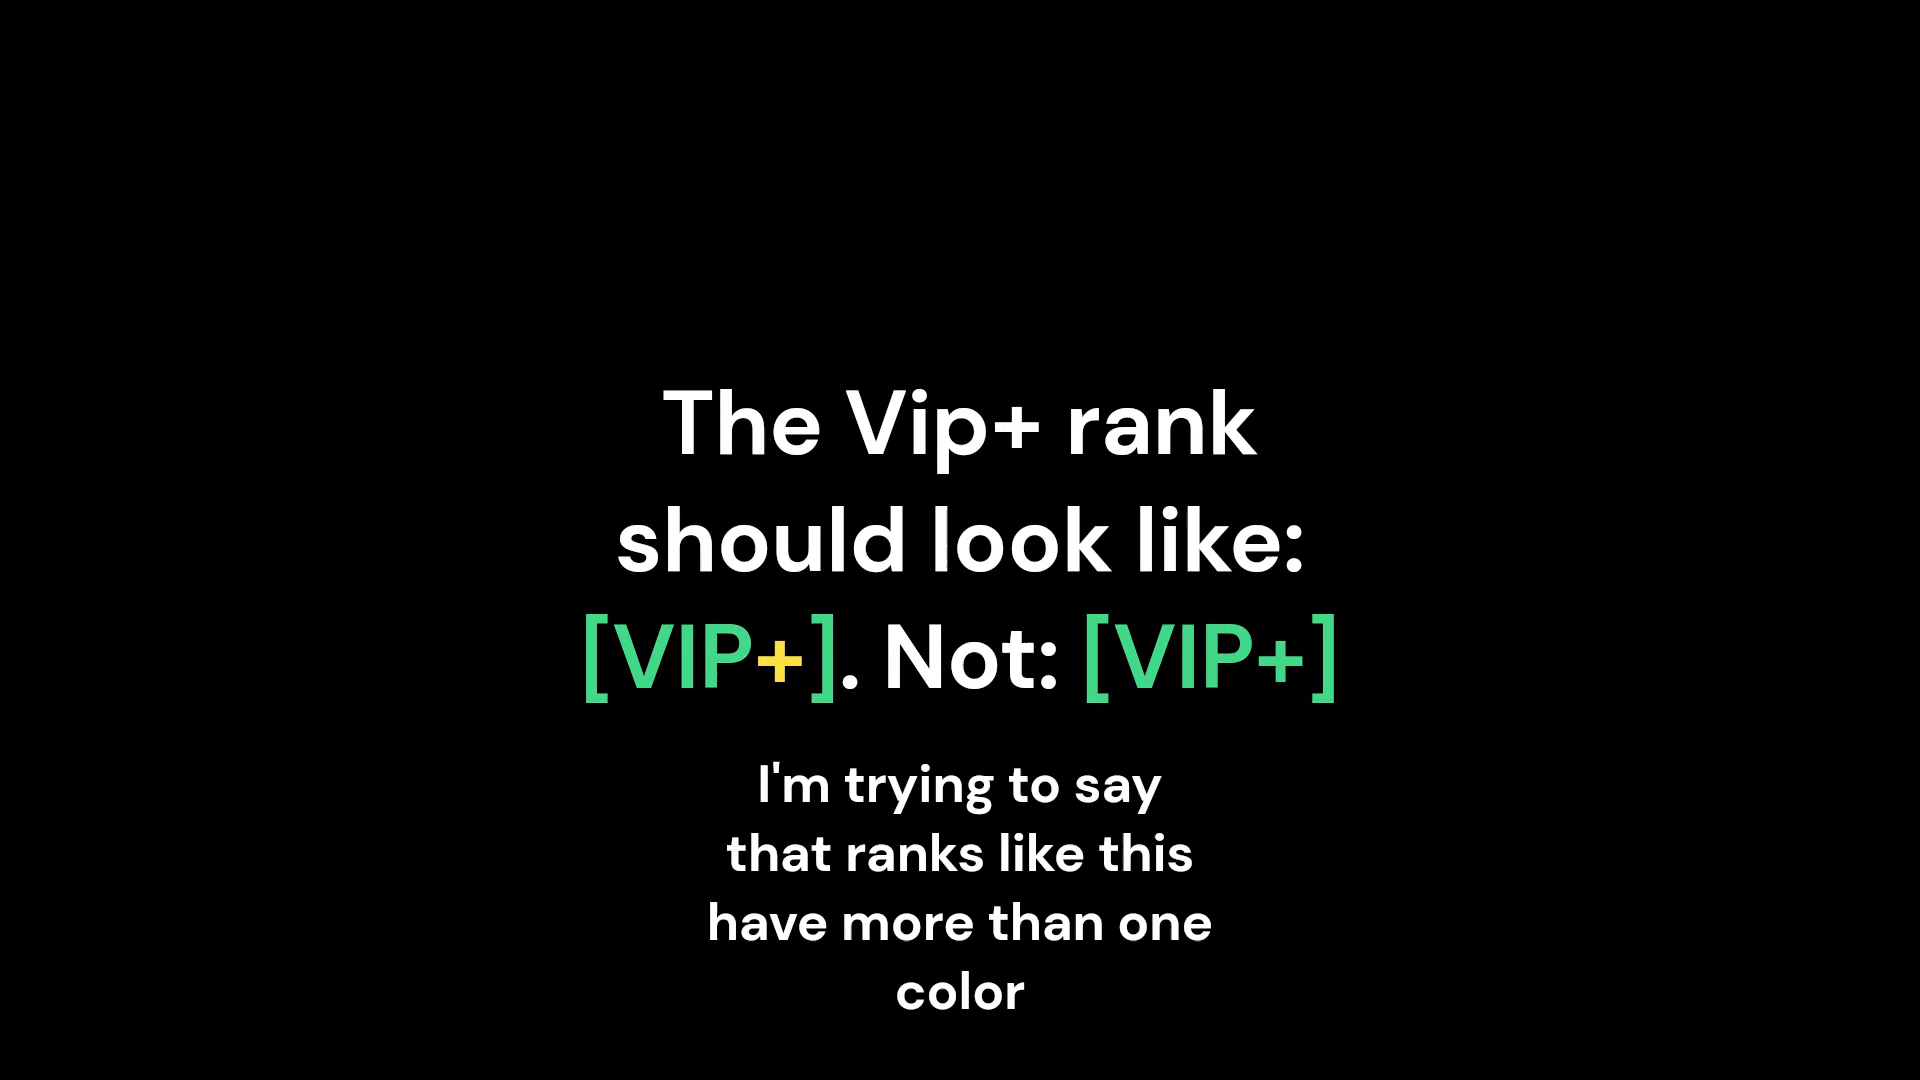 The Vip+ rank
should look like:
[VIP+]. Not: [VIP+]
I'm trying to say
that ranks like this
have more than one
color